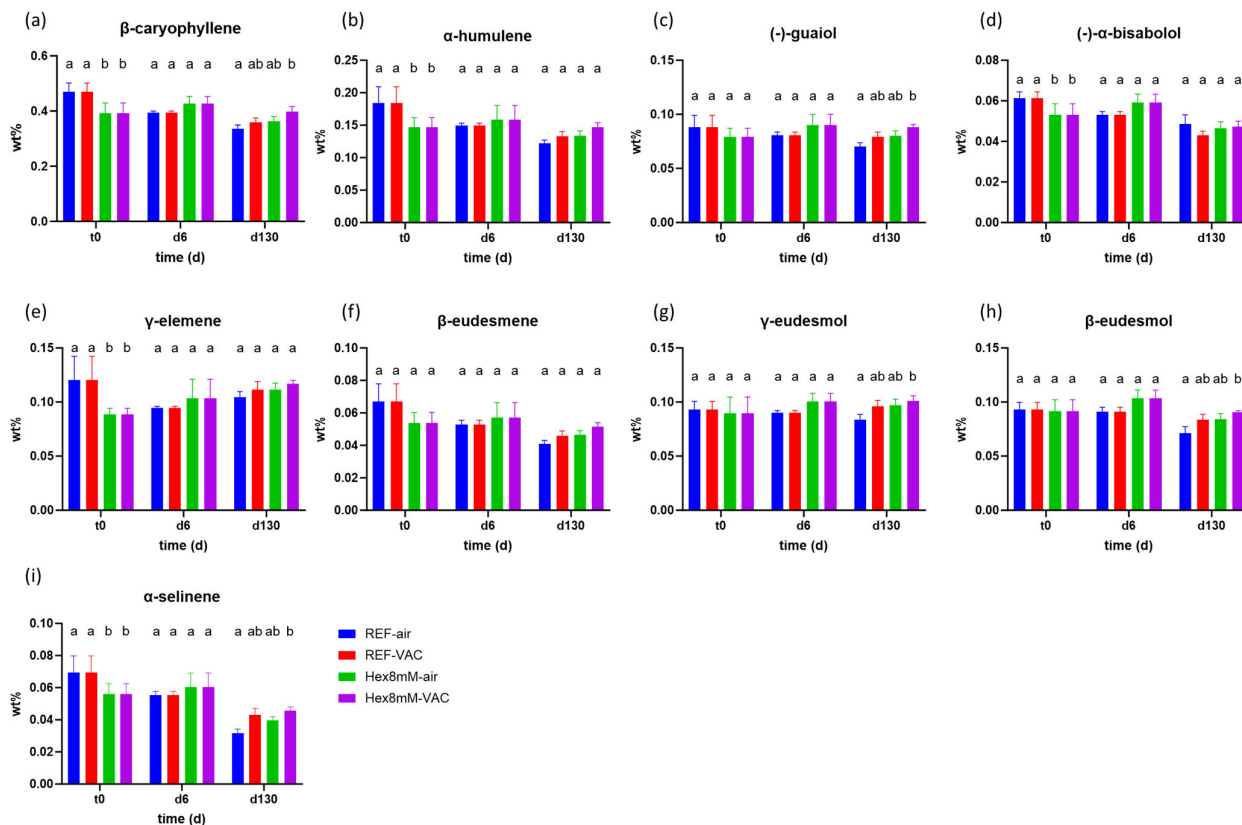 (a)
β-caryophyllene
a a b b a a a a a ab ab b
0.6
0.4
0.2
0.0
wt%
t0 d6 d130
time (d)
(b)
α-humulene
a a b b a a a a a a a a
0.25
0.20
0.15
0.10
0.05
0.00
wt%
t0 d6 d130
time (d)
(c)
(-)-guaiol
a a a a a a a a a ab ab b
0.15
0.10
0.05
0.00
wt%
t0 d6 d130
time (d)
(d)
(-)-α-bisabolol
a a b b a a a a a a a a
0.08
0.06
0.04
0.02
0.00
wt%
t0 d6 d130
time (d)
(e)
γ-elemene
a a b b a a a a a a a a
0.15
0.10
0.05
0.00
wt%
t0 d6 d130
time (d)
(f)
β-eudesmene
a a a a a a a a a a a a
0.10
0.08
0.06
0.04
0.02
0.00
wt%
t0 d6 d130
time (d)
(g)
γ-eudesmol
a a a a a a a a a ab ab b
0.15
0.10
0.05
0.00
wt%
t0 d6 d130
time (d)
(h)
β-eudesmol
a a a a a a a a a ab ab b
0.15
0.10
0.05
0.00
wt%
t0 d6 d130
time (d)
(i)
α-selinene
a a b b a a a a a ab ab b
0.10
0.08
0.06
0.04
0.02
0.00
wt%
t0 d6 d130
time (d)
REF-air
REF-VAC
Hex8mM-air
Hex8mM-VAC